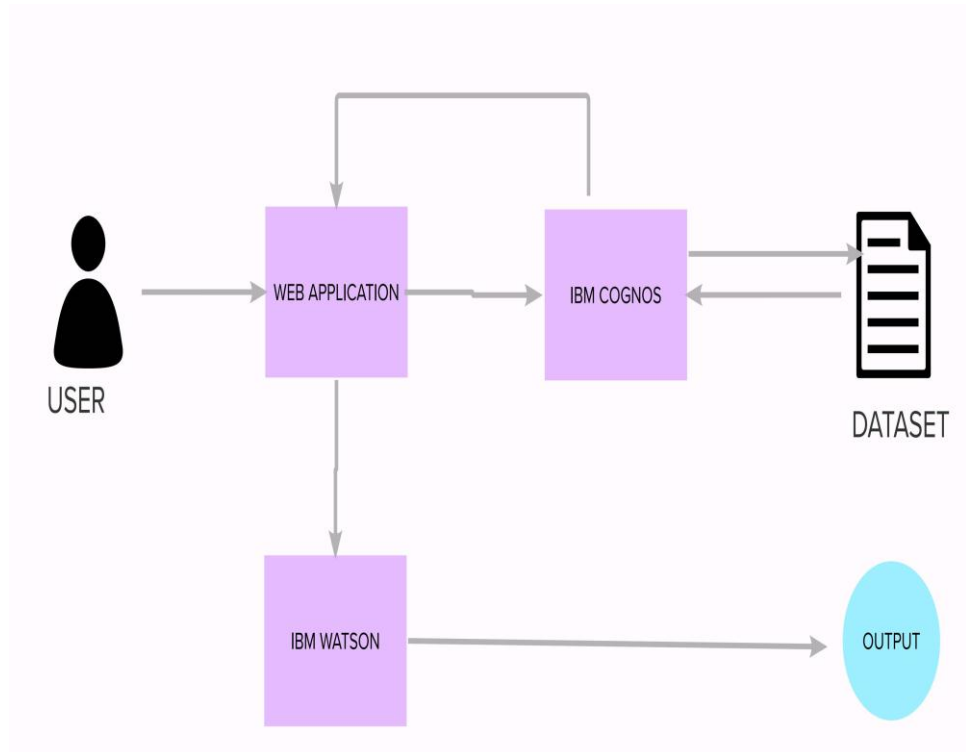 WEB APPLICATION
IBM COGNOS
USER
DATASET
IBM WATSON
OUTPUT